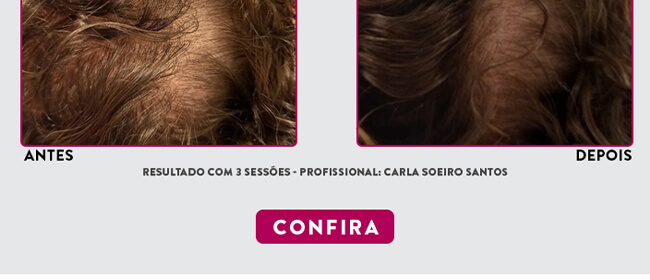 ANTES
DEPOIS
RESULTADO COM 3 SESSÕES - PROFISSIONAL: CARLA SOEIRO SANTOS
CONFIRA